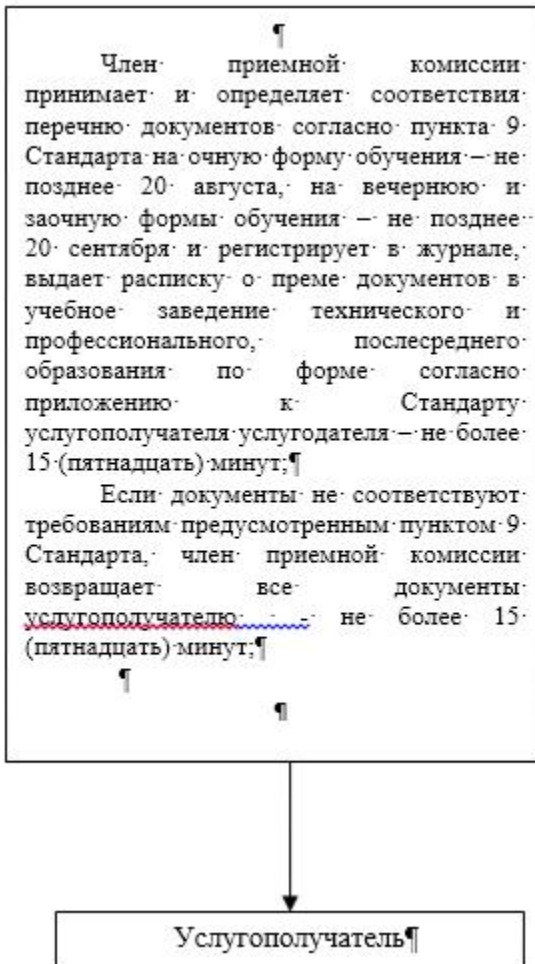 Член приемной комиссии
принимает и определяет соответствия
перечню документов согласно пункта 9
Стандарта на очную форму обучения – не
позднее 20 августа, на вечернюю и
заочную формы обучения – не позднее
20 сентября и регистрирует в журнале,
выдает расписку о преме документов в
учебное заведение технического и
профессионального, послесреднего
образования по форме согласно
приложению к Стандарту
услугополучателя услугодателя – не более
15 (пятнадцать) минут;¶
Если документы не соответствуют
требованиям предусмотренным пунктом 9
Стандарта, член приемной комиссии
возвращает все документы
услугополучателю - не более 15
(пятнадцать) минут;¶
Услугополучатель¶